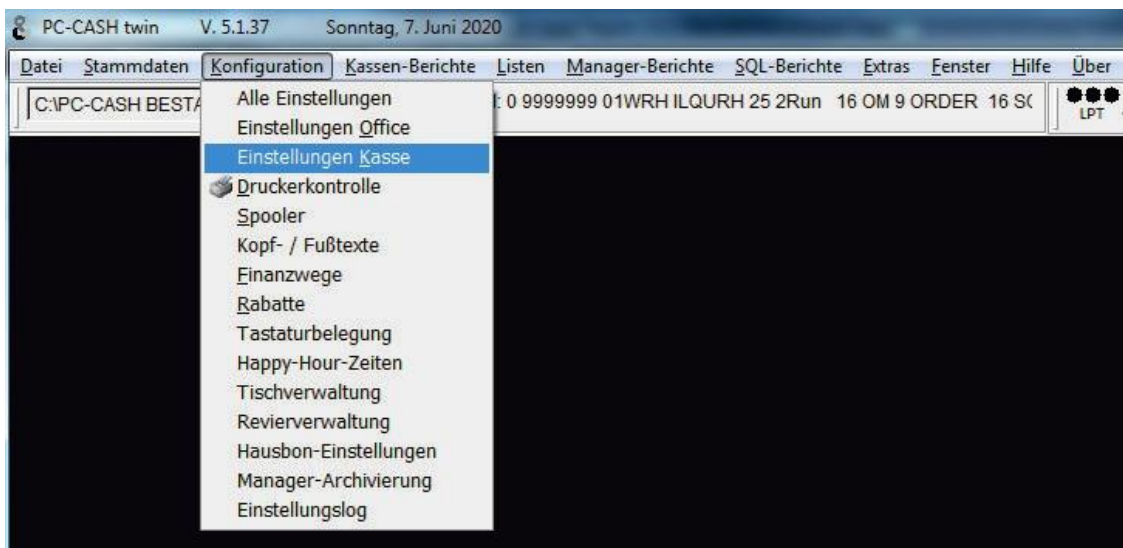 PC-CASH twin V. 5.1.37 Sonntag, 7. Juni 2020
Datei Stammdaten Konfiguration Kassen-Berichte Listen Manager-Berichte SQL-Berichte Extras Fenster Hilfe Über
C:\PC-CASH BESTA : 0 9999999 01WRH ILQURH 25 2Run 16 OM 9 ORDER 16 LPT
Alle Einstellungen
Einstellungen Office
Einstellungen Kasse
Druckerkontrolle
Spooler
Kopf- / Fußtexte
Finanzwege
Rabatte
Tastaturbelegung
Happy-Hour-Zeiten
Tischverwaltung
Revierverwaltung
Hausbon-Einstellungen
Manager-Archivierung
Einstellungslog